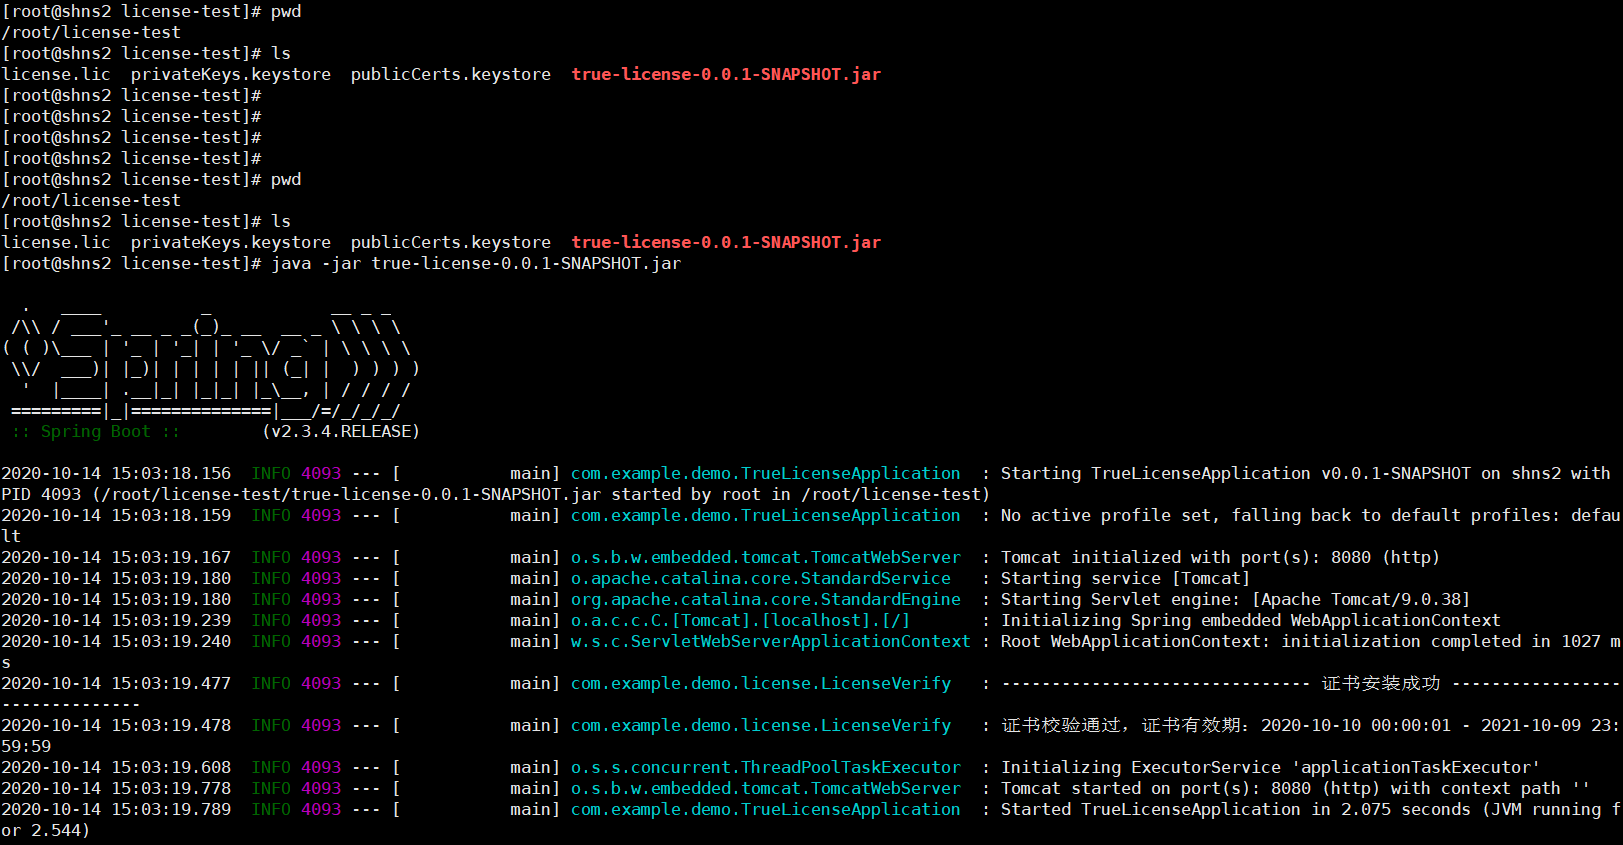 [root@shns2 license-test]# pwd
/root/license-test
[root@shns2 license-test]# ls
license.lic  privateKeys.keystore  publicCerts.keystore  true-license-0.0.1-SNAPSHOT.jar
[root@shns2 license-test]#
[root@shns2 license-test]#
[root@shns2 license-test]#
[root@shns2 license-test]#
[root@shns2 license-test]# pwd
/root/license-test
[root@shns2 license-test]# ls
license.lic  privateKeys.keystore  publicCerts.keystore  true-license-0.0.1-SNAPSHOT.jar
[root@shns2 license-test]# java -jar true-license-0.0.1-SNAPSHOT.jar
  .   ____          _            __ _ _
 /\\ / ___'_ __ _ _(_)_ __  __ _ \ \ \ \
( ( )\___ | '_ | '_| | '_ \/ _` | \ \ \ \
 \\/  ___)| |_)| | | | | || (_| |  ) ) ) )
  '  |____| .__|_| |_|_| |_\__, | / / / /
 =========|_|==============|___/=/_/_/_/
 :: Spring Boot ::        (v2.3.4.RELEASE)
2020-10-14 15:03:18.156  INFO 4093 --- [           main] com.example.demo.TrueLicenseApplication  : Starting TrueLicenseApplication v0.0.1-SNAPSHOT on shns2 with
PID 4093 (/root/license-test/true-license-0.0.1-SNAPSHOT.jar started by root in /root/license-test)
2020-10-14 15:03:18.159  INFO 4093 --- [           main] com.example.demo.TrueLicenseApplication  : No active profile set, falling back to default profiles: defau
lt
2020-10-14 15:03:19.167  INFO 4093 --- [           main] o.s.b.w.embedded.tomcat.TomcatWebServer  : Tomcat initialized with port(s): 8080 (http)
2020-10-14 15:03:19.180  INFO 4093 --- [           main] o.apache.catalina.core.StandardService   : Starting service [Tomcat]
2020-10-14 15:03:19.180  INFO 4093 --- [           main] org.apache.catalina.core.StandardEngine  : Starting Servlet engine: [Apache Tomcat/9.0.38]
2020-10-14 15:03:19.239  INFO 4093 --- [           main] o.a.c.c.C.[Tomcat].[localhost].[/]       : Initializing Spring embedded WebApplicationContext
2020-10-14 15:03:19.240  INFO 4093 --- [           main] w.s.c.ServletWebServerApplicationContext : Root WebApplicationContext: initialization completed in 1027 m
s
2020-10-14 15:03:19.477  INFO 4093 --- [           main] com.example.demo.license.LicenseVerify   : ------------------------------- 证书安装成功 -----------------
--------------
2020-10-14 15:03:19.478  INFO 4093 --- [           main] com.example.demo.license.LicenseVerify   : 证书校验通过，证书有效期：2020-10-10 00:00:01 - 2021-10-09 23:
59:59
2020-10-14 15:03:19.608  INFO 4093 --- [           main] o.s.s.concurrent.ThreadPoolTaskExecutor  : Initializing ExecutorService 'applicationTaskExecutor'
2020-10-14 15:03:19.778  INFO 4093 --- [           main] o.s.b.w.embedded.tomcat.TomcatWebServer  : Tomcat started on port(s): 8080 (http) with context path ''
2020-10-14 15:03:19.789  INFO 4093 --- [           main] com.example.demo.TrueLicenseApplication  : Started TrueLicenseApplication in 2.075 seconds (JVM running f
or 2.544)